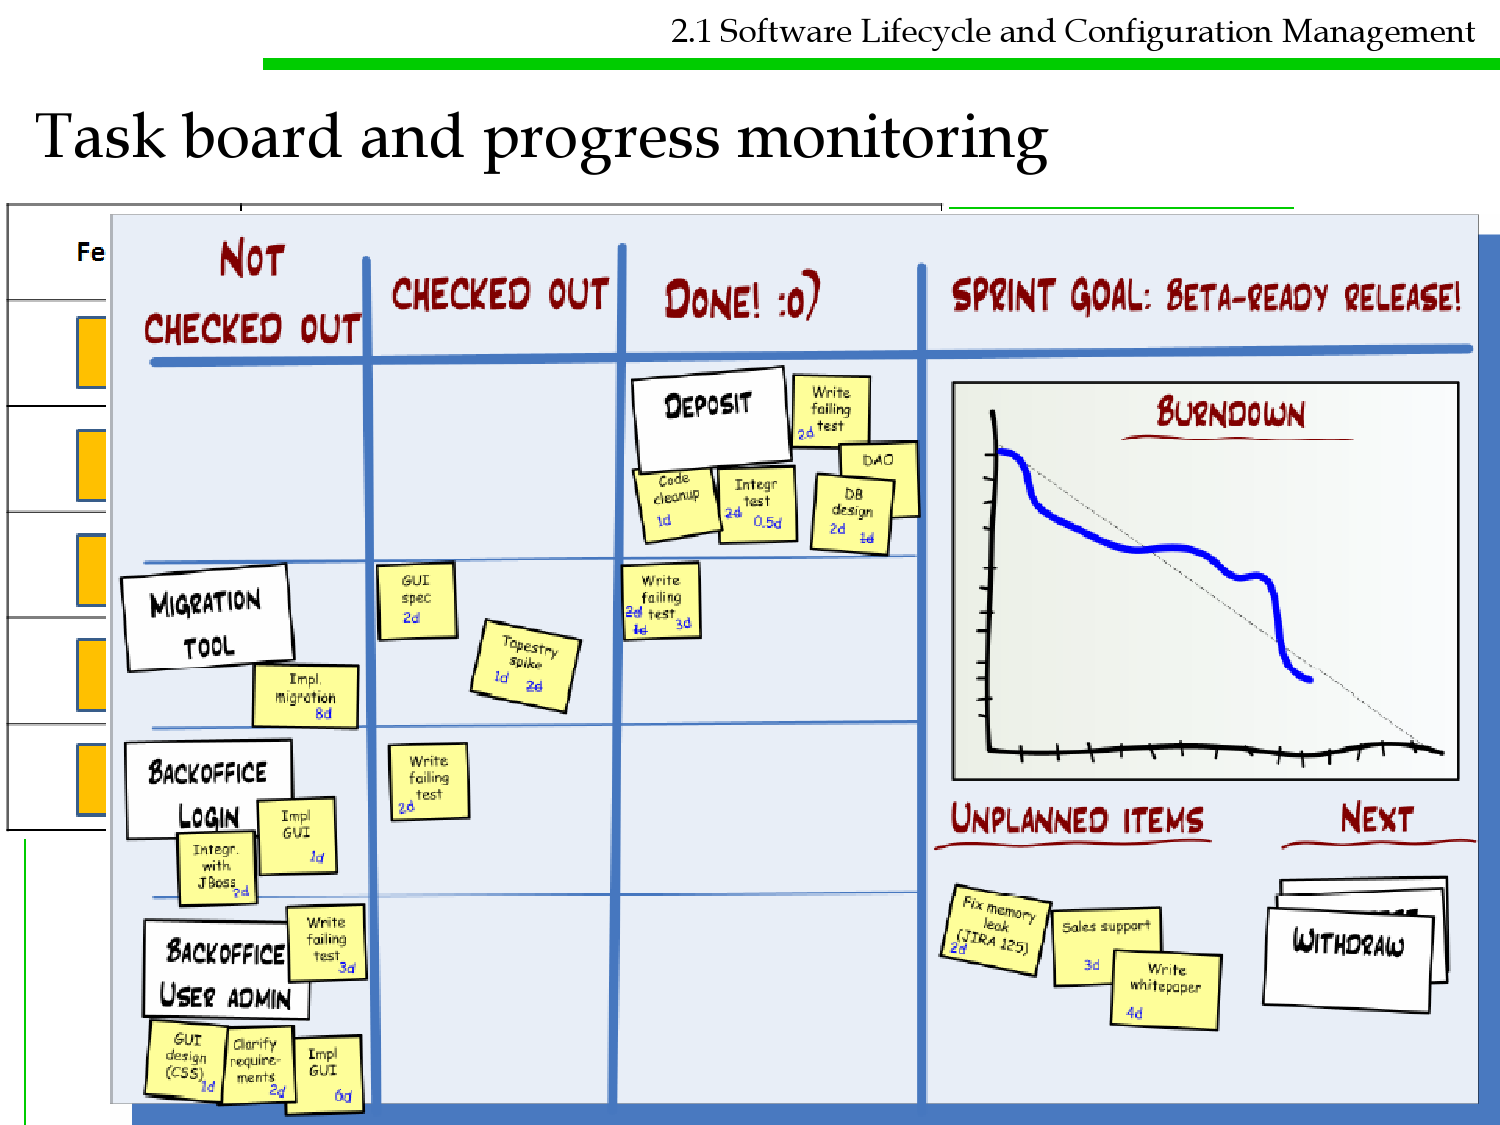 2.1 Software Lifecycle and Configuration Management
Task board and progress monitoring
Fe
NOT
CHECKED OUT
CHECKED OUT
DONE! :o)
SPRINT GOAL: BETA-READY RELEASE!
DEPOSIT
Write
failing
test
2d
DAO
Code
cleanup
1d
Integr
test
2d
0.5d
DB
design
2d
1d
BURNDOWN
MIGRATION
TOOL
Impl.
migration
8d
GUI
spec
2d
Tapestry
spike
1d 2d
Write
failing
2d test
1d 3d
BACKOFFICE
LOGIN
Impl
GUI
1d
Integr.
with
JBoss
2d
Write
failing
test
2d
BACKOFFICE
USER ADMIN
Write
failing
test
3d
GUI
design
(CSS)
1d
Clarify
require-
ments
2d
Impl
GUI
6d
UNPLANNED ITEMS
NEXT
Fix memory
leak
(JIRA 125)
2d
Sales support
3d
Write
whitepaper
4d
WITHDRAW